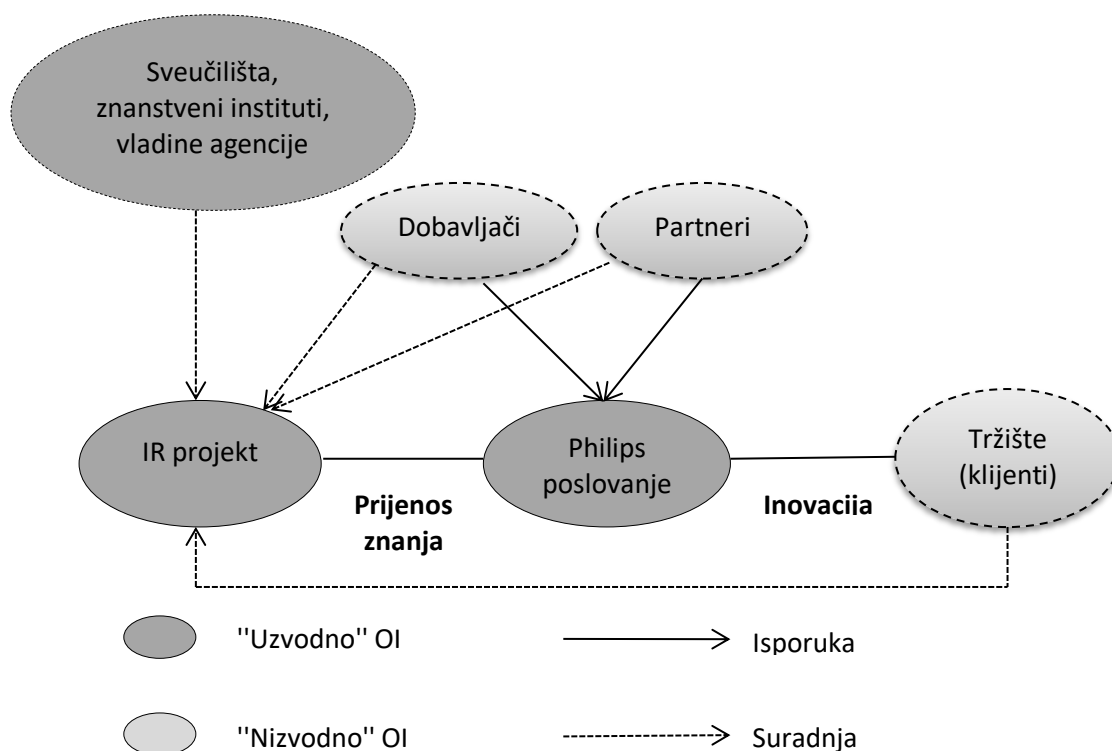 Sveučilišta,
znanstveni instituti,
vladine agencije
Dobavljači
Partneri
IR projekt
Philips
poslovanje
Tržište
(klijenti)
Prijenos
znanja
Inovacija
''Uzvodno'' OI
Isporuka
''Nizvodno'' OI
Suradnja